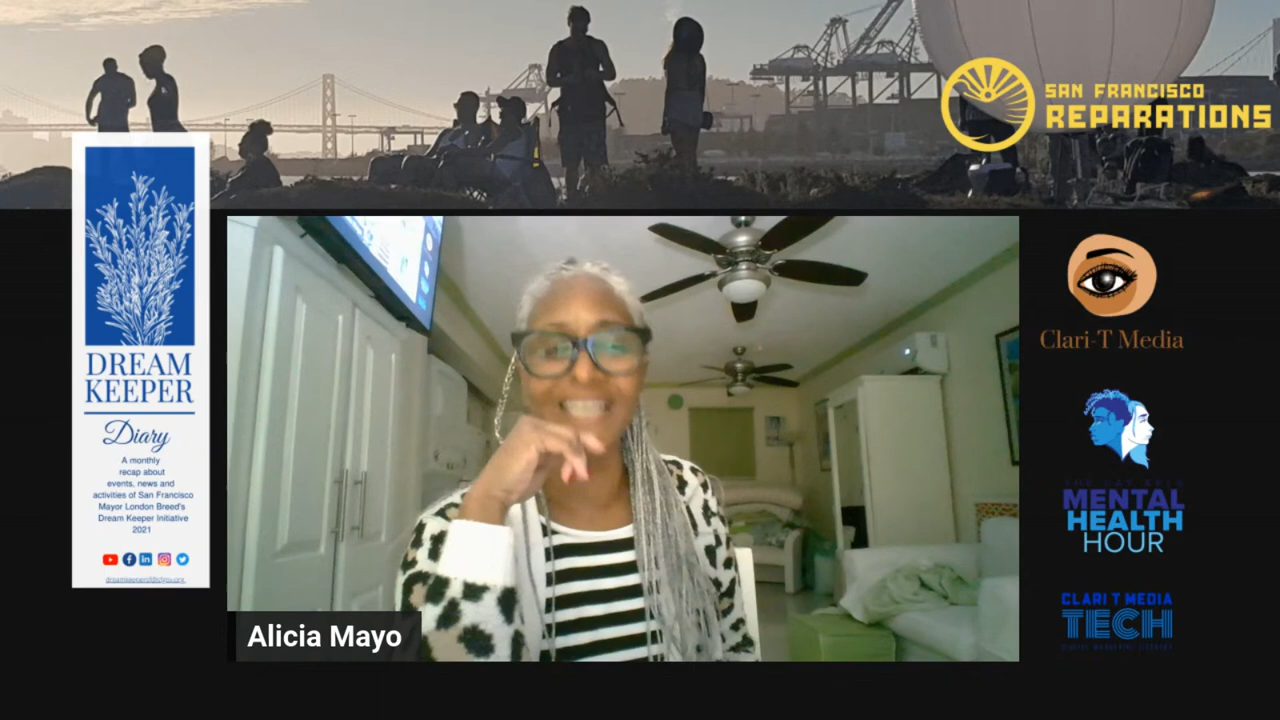 SAN FRANCISCO
REPARATIONS
DREAM
KEEPER
Diary
A monthly
recap about
events, news and
activities of San Francisco
Mayor London Breed's
Dream Keeper Initiative
2021
Clari-T Media
MENTAL
HEALTH
HOUR
CLARI T MEDIA
TECH
Alicia Mayo